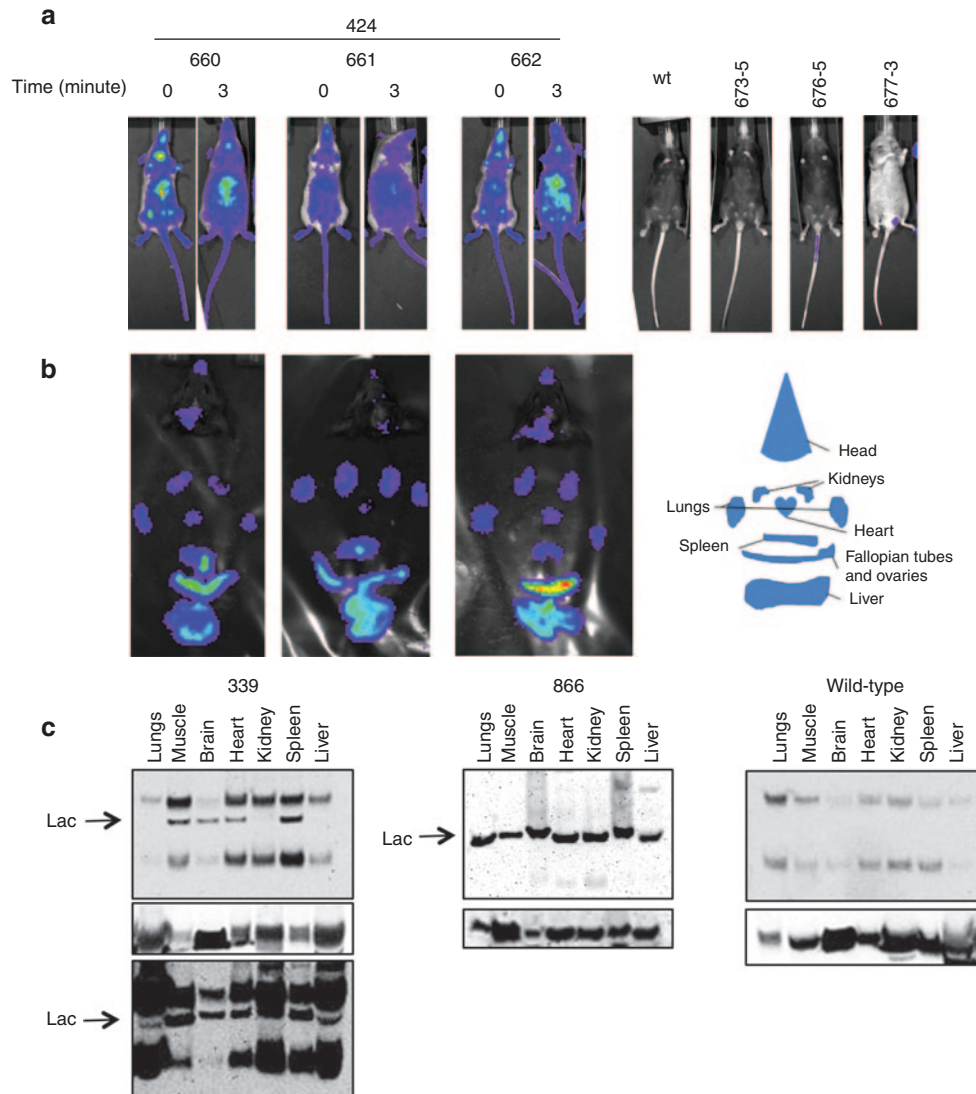 a
424
660 661 662
Time (minute) 0 3 0 3 0 3
wt 673-5 676-5 677-3
b
Head
Kidneys
Lungs
Heart
Spleen
Fallopian tubes
and ovaries
Liver
c
339 866 Wild-type
Lungs Muscle Brain Heart Kidney Spleen Liver
Lungs Muscle Brain Heart Kidney Spleen Liver
Lungs Muscle Brain Heart Kidney Spleen Liver
Lac
Lac
Lac